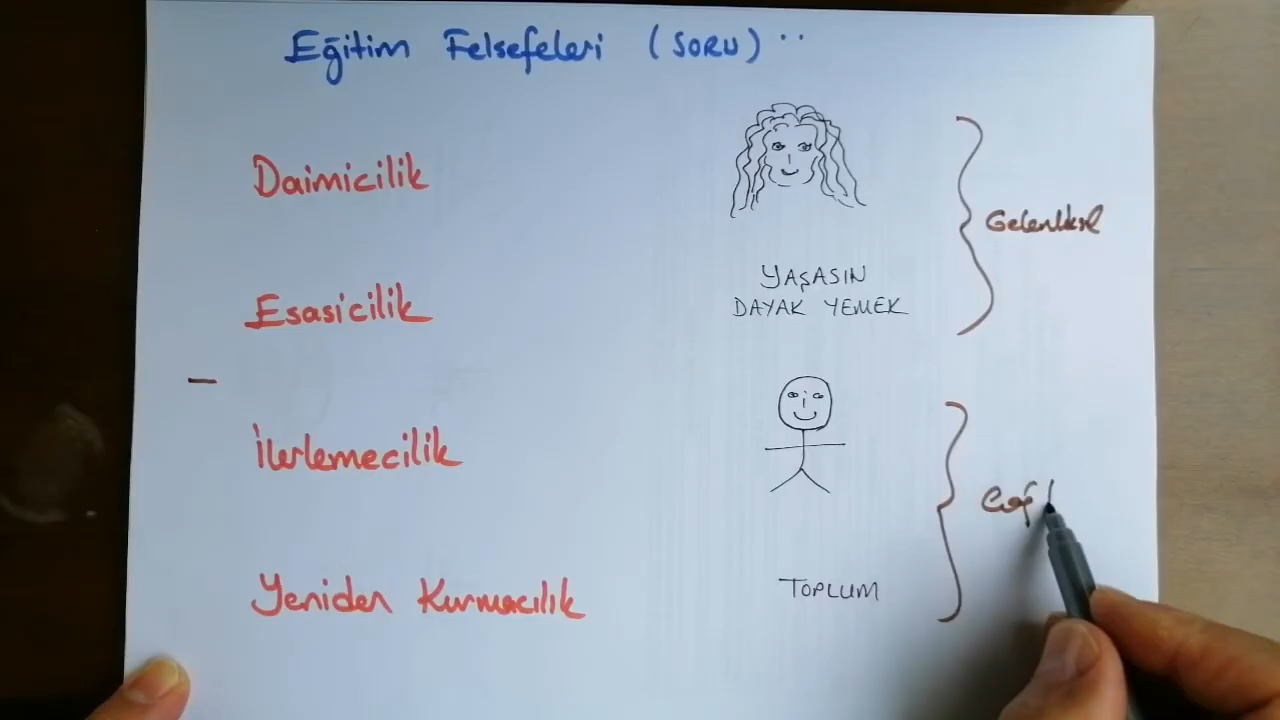 Eğitim Felsefeleri (SORU)
Daimicilik
Esasicilik
İlerlemecilik
Yeniden Kurmacılık
YAŞASIN
DAYAK YEMEK
TOPLUM
Geleneksel